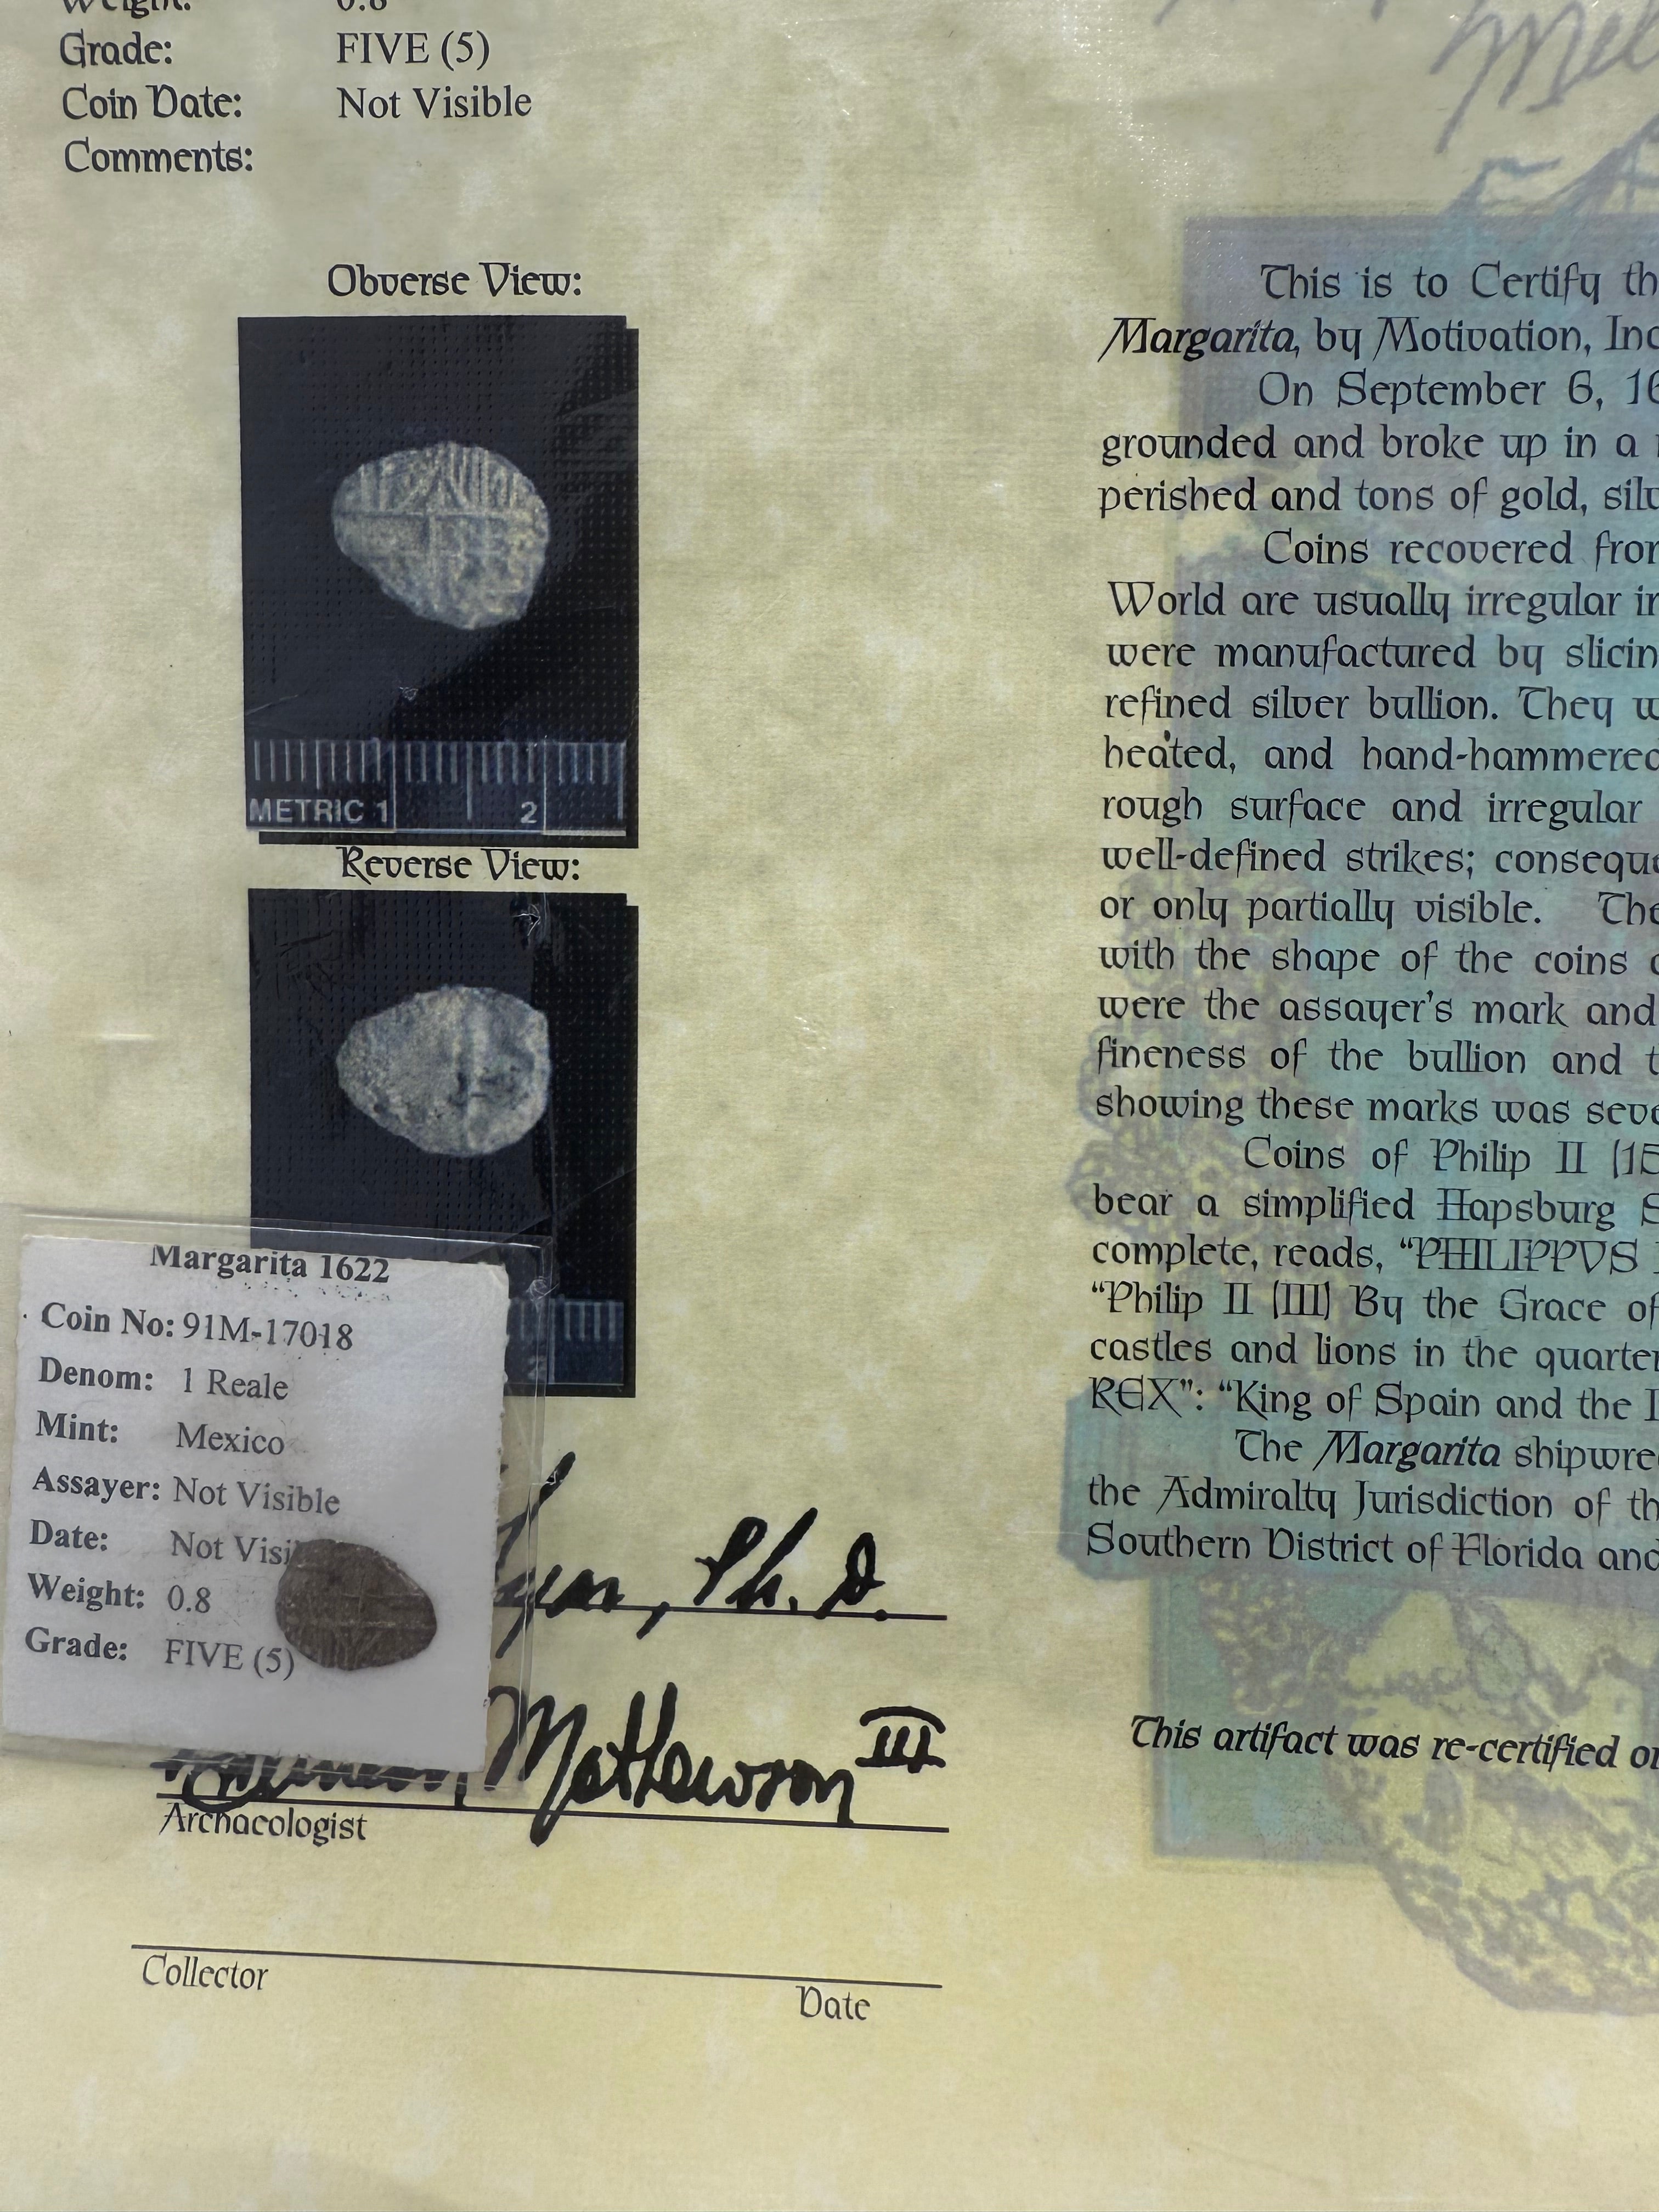 Weight: 0.8
Grade: FIVE (5)
Coin Date: Not Visible
Comments:
Obverse View:
METRIC 1 2
Reverse View:
2
Margarita 1622
Coin No: 91M-17018
Denom: 1 Reale
Mint: Mexico
Assayer: Not Visible
Date: Not Visi
Weight: 0.8
Grade: FIVE (5)
Ph. D.
Mathewson III
Archaeologist
Collector
Date
Mel
This is to Certify th
Margarita, by Motivation, Inc
On September 6, 16
grounded and broke up in a
perished and tons of gold, silv
Coins recovered from
World are usually irregular in
were manufactured by slicin
refined silver bullion. They w
heated, and hand-hammered
rough surface and irregular
well-defined strikes; conseque
or only partially visible. The
with the shape of the coins
were the assayer's mark and
fineness of the bullion and t
showing these marks was seve
Coins of Philip II (15
bear a simplified Hapsburg S
complete, reads, "PHILIPPVS
"Philip II (III) By the Grace of
castles and lions in the quarter
REX": "King of Spain and the I
The Margarita shipwre
the Admiralty Jurisdiction of th
Southern District of Florida and
This artifact was re-certified on